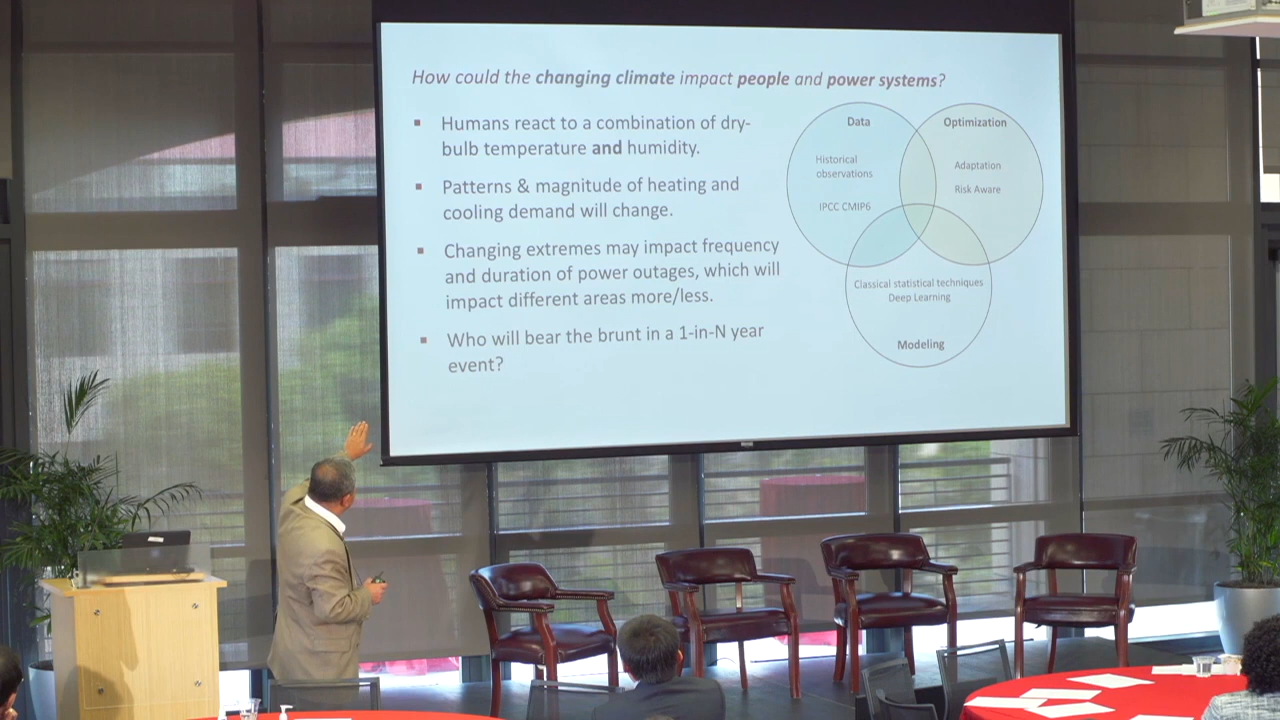 How could the changing climate impact people and power systems?
▪ Humans react to a combination of dry-
bulb temperature and humidity.
▪ Patterns & magnitude of heating and
cooling demand will change.
▪ Changing extremes may impact frequency
and duration of power outages, which will
impact different areas more/less.
▪ Who will bear the brunt in a 1-in-N year
event?
Data
Historical
observations
IPCC CMIP6
Optimization
Adaptation
Risk Aware
Classical statistical techniques
Deep Learning
Modeling